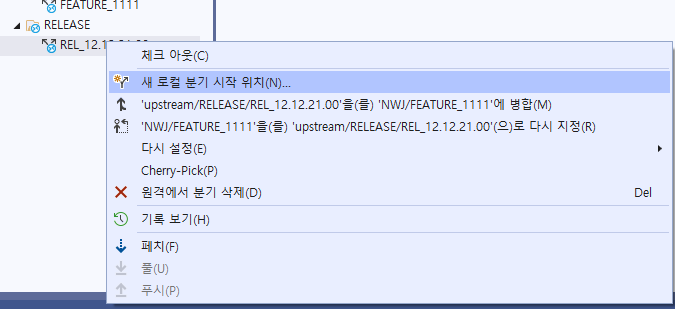 FEATURE_1111
RELEASE
체크 아웃(C)
새 로컬 분기 시작 위치(N)...
'upstream/RELEASE/REL_12.12.21.00'을(를) 'NWJ/FEATURE_1111'에 병합(M)
'NWJ/FEATURE_1111'을(를) 'upstream/RELEASE/REL_12.12.21.00'(으)로 다시 지정(R)
다시 설정(E)
Cherry-Pick(P)
원격에서 분기 삭제(D) Del
기록 보기(H)
페치(F)
풀(U)
푸시(P)